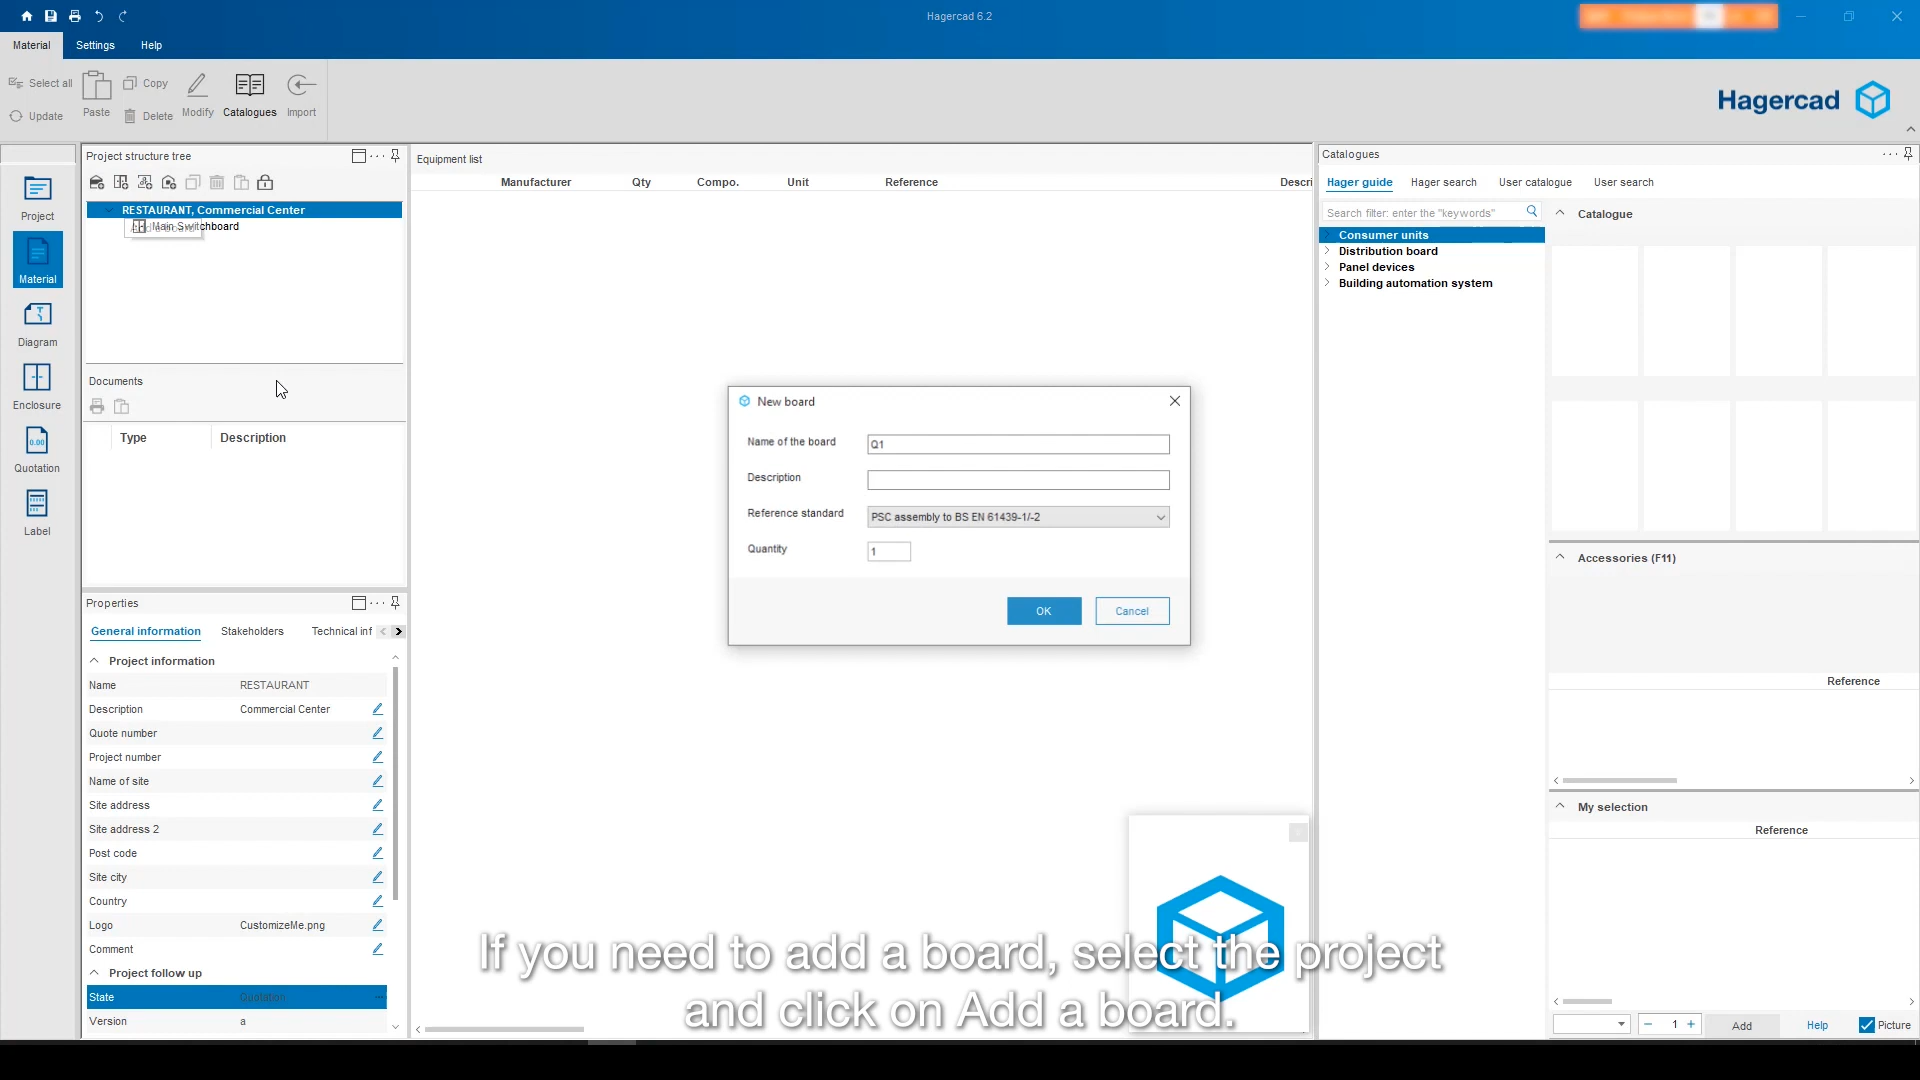 Hagercad 6.2
Material
Settings
Help
Select all
Update
Paste
Copy
Delete
Modify
Catalogues
Import
Hagercad
Project
Material
Diagram
Enclosure
0.00
Quotation
Label
Project structure tree
RESTAURANT, Commercial Center
Main Switchboard
Documents
Type
Description
Properties
General information
Stakeholders
Technical inf
Project information
Name
RESTAURANT
Description
Commercial Center
Quote number
Project number
Name of site
Site address
Site address 2
Post code
Site city
Country
Logo
CustomizeMe.png
Comment
Project follow up
State
Quotation
Version
a
Equipment list
Manufacturer
Qty
Compo.
Unit
Reference
Descri
New board
Name of the board
Q1
Description
Reference standard
PSC assembly to BS EN 61439-1/-2
Quantity
1
OK
Cancel
Catalogues
Hager guide
Hager search
User catalogue
User search
Search filter: enter the "keywords"
Consumer units
Distribution board
Panel devices
Building automation system
Catalogue
Accessories (F11)
Reference
My selection
Reference
1
Add
Help
Picture
If you need to add a board, select the project
and click on Add a board.